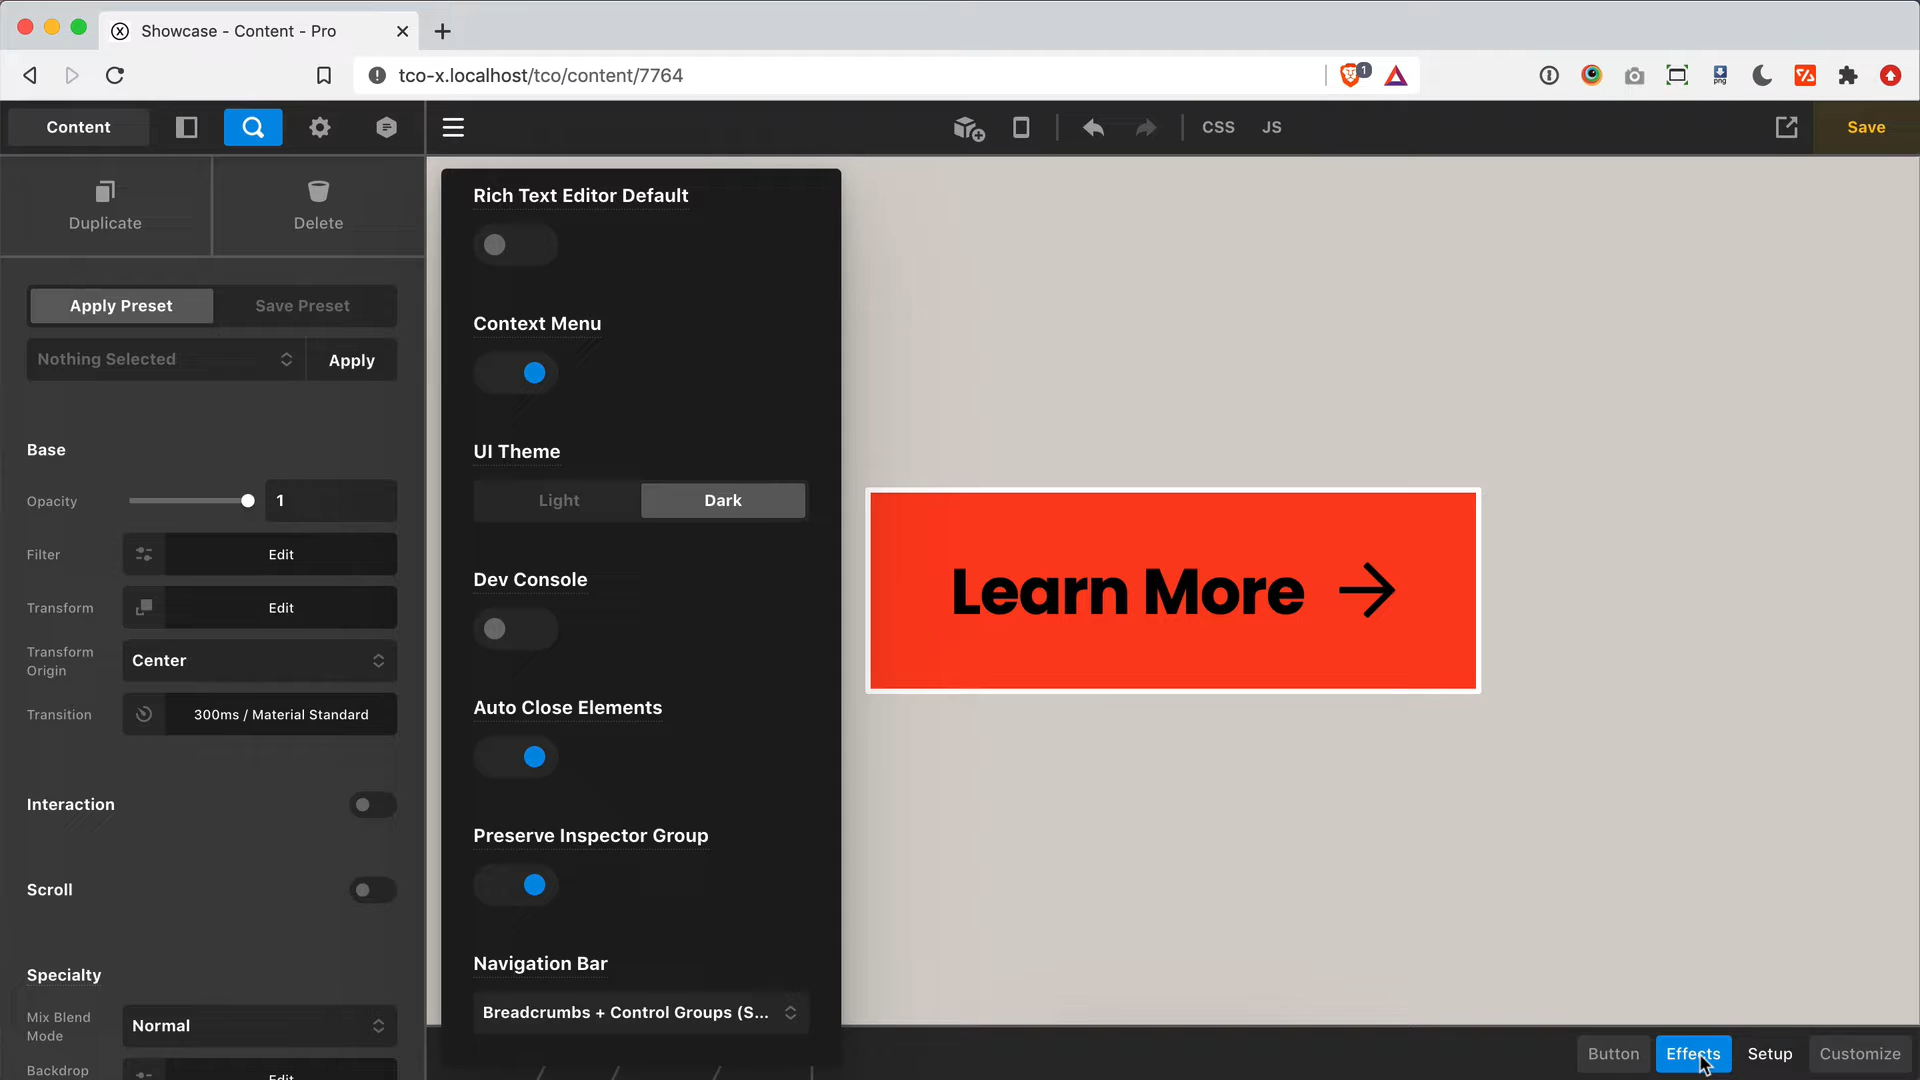 Showcase - Content - Pro
tco-x.localhost/tco/content/7764
1
png
Content
CSS
JS
Save
Duplicate
Delete
Apply Preset
Save Preset
Nothing Selected
Apply
Base
Opacity
1
Filter
Edit
Transform
Edit
Transform
Origin
Center
Transition
300ms / Material Standard
Interaction
Scroll
Specialty
Mix Blend
Mode
Normal
Backdrop
Edit
Rich Text Editor Default
Context Menu
UI Theme
Light
Dark
Dev Console
Auto Close Elements
Preserve Inspector Group
Navigation Bar
Breadcrumbs + Control Groups (S...
Learn More
Button
Effects
Setup
Customize